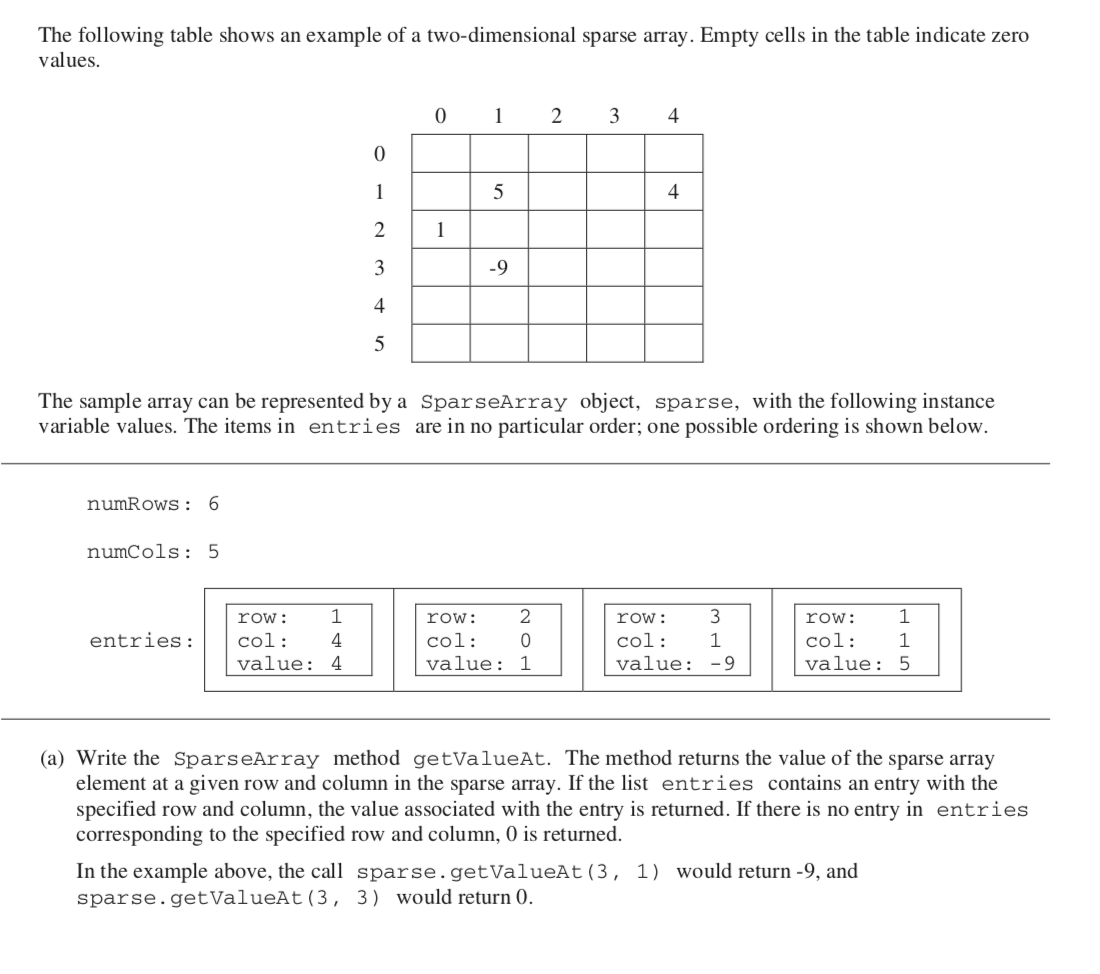 The following table shows an example of a two-dimensional sparse array. Empty cells in the table indicate zero
values.
0 1 2 3 4
0
1 5 4
2 1
3 -9
4
5
The sample array can be represented by a SparseArray object, sparse, with the following instance
variable values. The items in entries are in no particular order; one possible ordering is shown below.
numRows: 6
numCols: 5
entries:
row: 1
col: 4
value: 4
row: 2
col: 0
value: 1
row: 3
col: 1
value: -9
row: 1
col: 1
value: 5
(a) Write the SparseArray method getValueAt. The method returns the value of the sparse array
element at a given row and column in the sparse array. If the list entries contains an entry with the
specified row and column, the value associated with the entry is returned. If there is no entry in entries
corresponding to the specified row and column, 0 is returned.
In the example above, the call sparse.getValueAt(3, 1) would return -9, and
sparse.getValueAt(3, 3) would return 0.